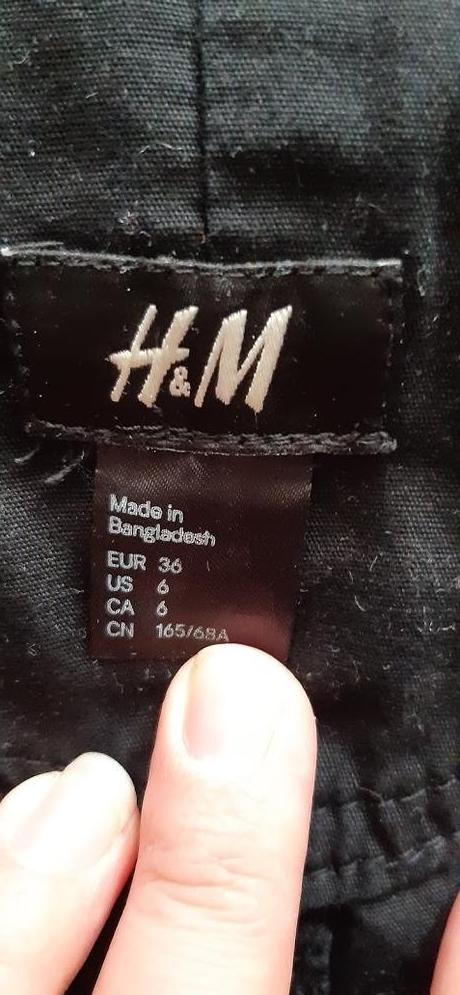 H&M
Made in
Bangladesh
EUR 36
US 6
CA 6
CN 165/68A